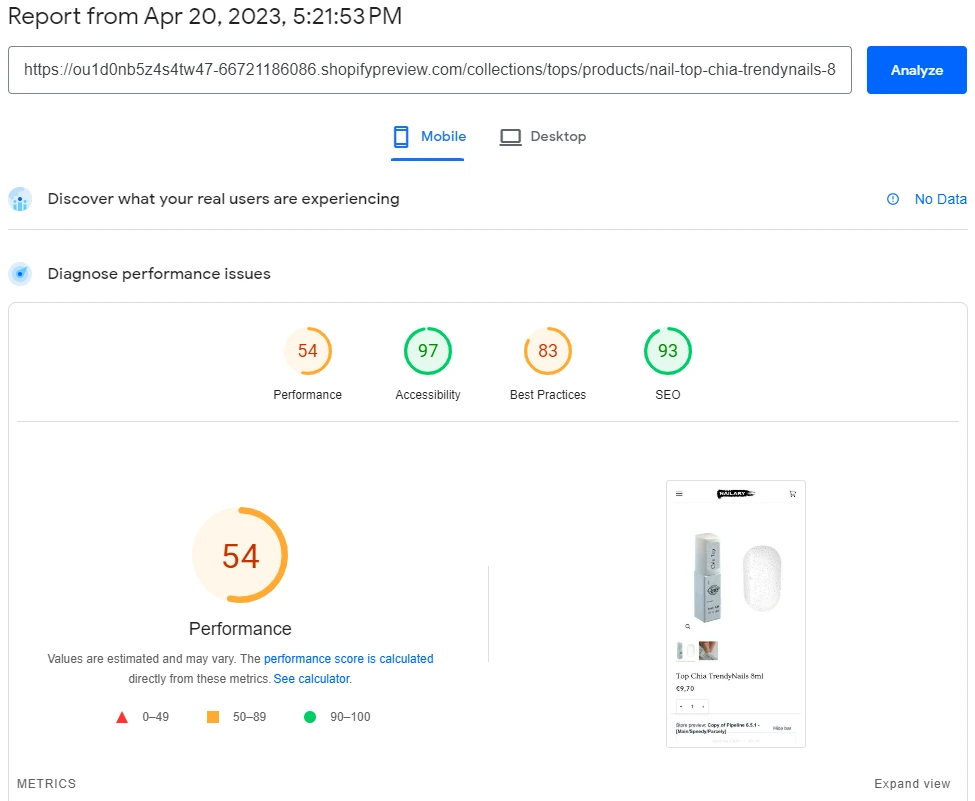 Report from Apr 20, 2023, 5:21:53 PM
https://ou1d0nb5z4s4tw47-66721186086.shopifypreview.com/collections/tops/products/nail-top-chia-trendynails-8
Analyze
Mobile
Desktop
Discover what your real users are experiencing
No Data
Diagnose performance issues
54
97
83
93
Performance
Accessibility
Best Practices
SEO
54
Performance
Values are estimated and may vary. The performance score is calculated
directly from these metrics. See calculator.
0–49
50–89
90–100
NAILARY
Chia Top
Top Chia TrendyNails 8ml
€9,70
- 1 +
Store preview: Copy of Pipeline 6.5.1 -
[Main/Speedy/Parcely]
Hide bar
METRICS
Expand view